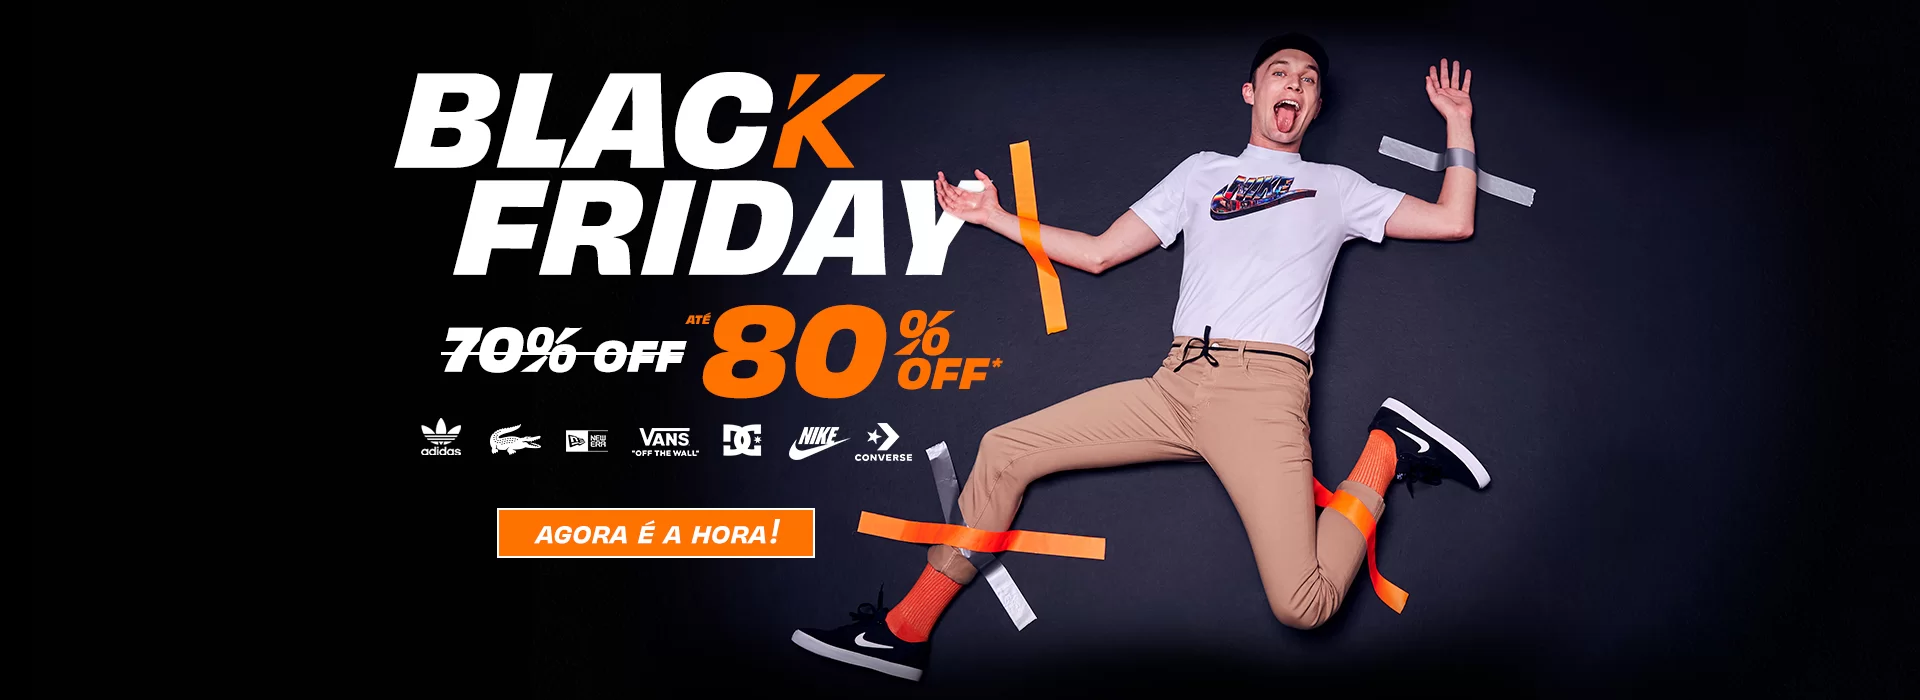 BLACK
FRIDAY
70% OFF ATÉ 80% OFF*
adidas NEW ERA VANS "OFF THE WALL" DC NIKE CONVERSE
AGORA É A HORA!
NIKE